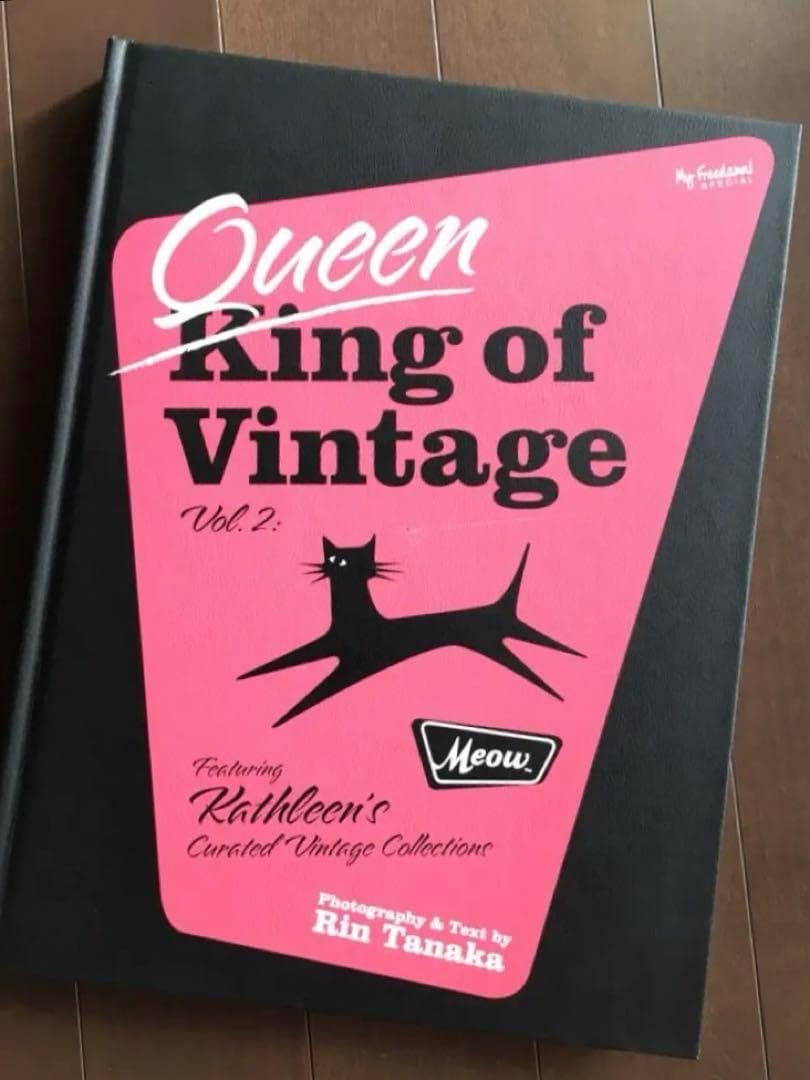 My Freedamn!
SPECIAL
Queen
King of
Vintage
Vol. 2:
Meow™
Featuring
Kathleen's
Curated Vintage Collections
Photography & Text by
Rin Tanaka